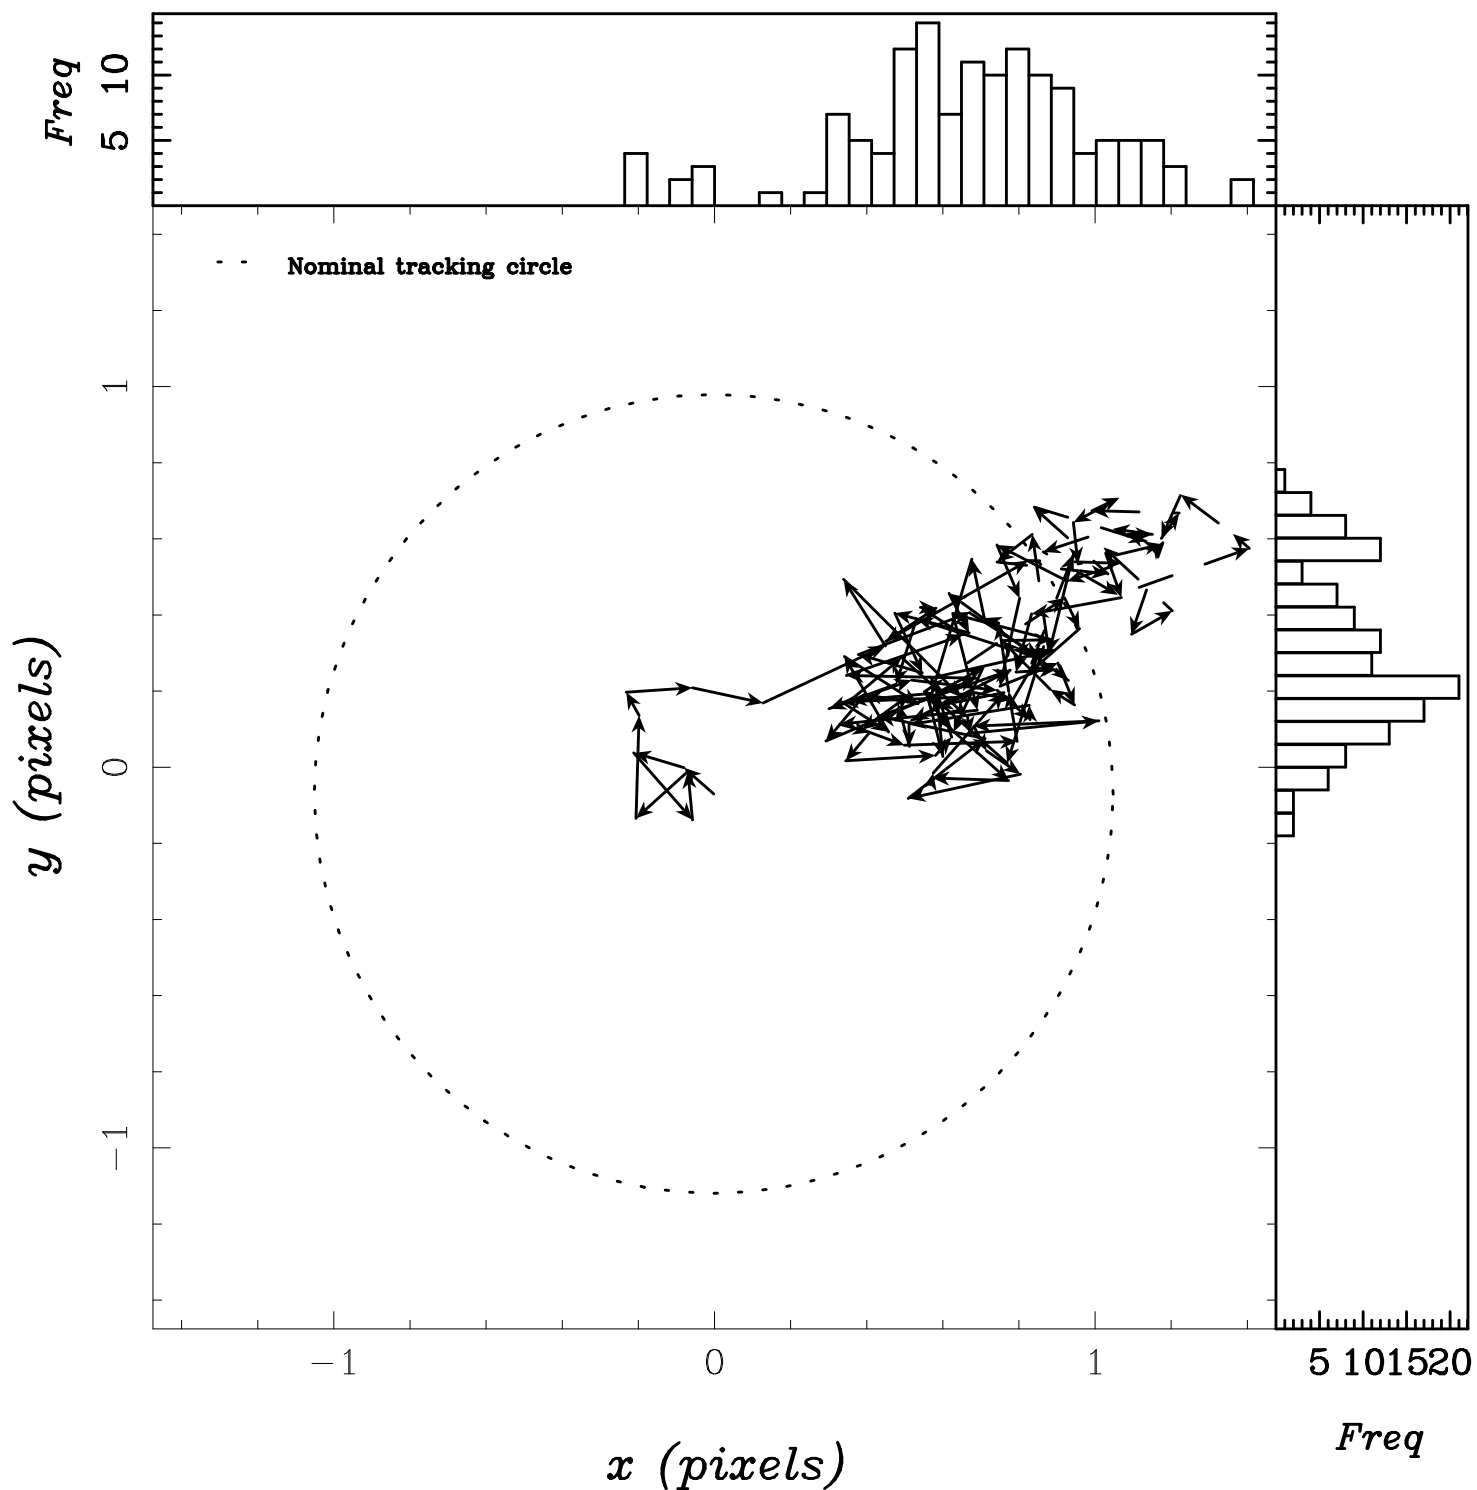 Freq
5 10
Nominal tracking circle
1
0
−1
y (pixels)
−1 0 1
5 10 15 20
Freq
x (pixels)